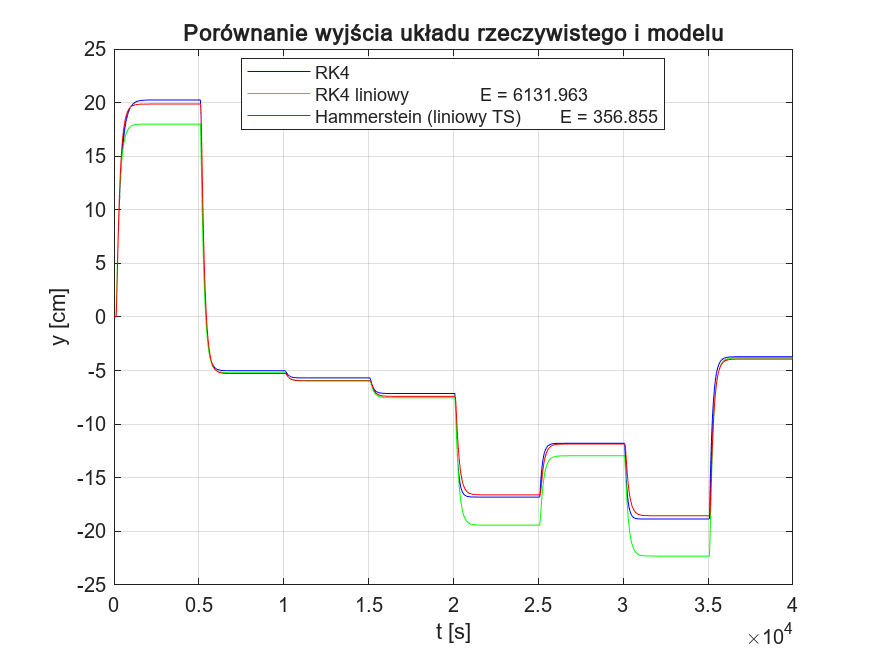 Porównanie wyjścia układu rzeczywistego i modelu
25
20
15
10
5
0
-5
-10
-15
-20
-25
y [cm]
RK4
RK4 liniowy E = 6131.963
Hammerstein (liniowy TS) E = 356.855
0 0.5 1 1.5 2 2.5 3 3.5 4
t [s]
×10^4